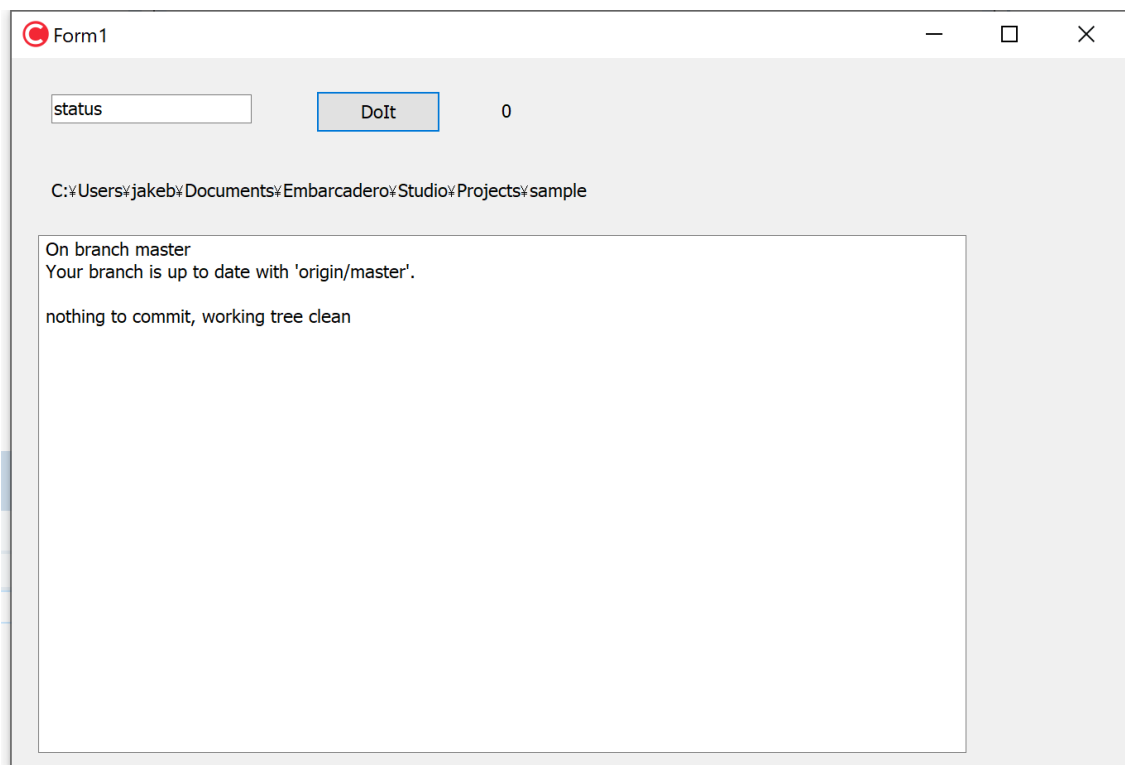 Form1
status DoIt 0
C:¥Users¥jakeb¥Documents¥Embarcadero¥Studio¥Projects¥sample
On branch master
Your branch is up to date with 'origin/master'.
nothing to commit, working tree clean